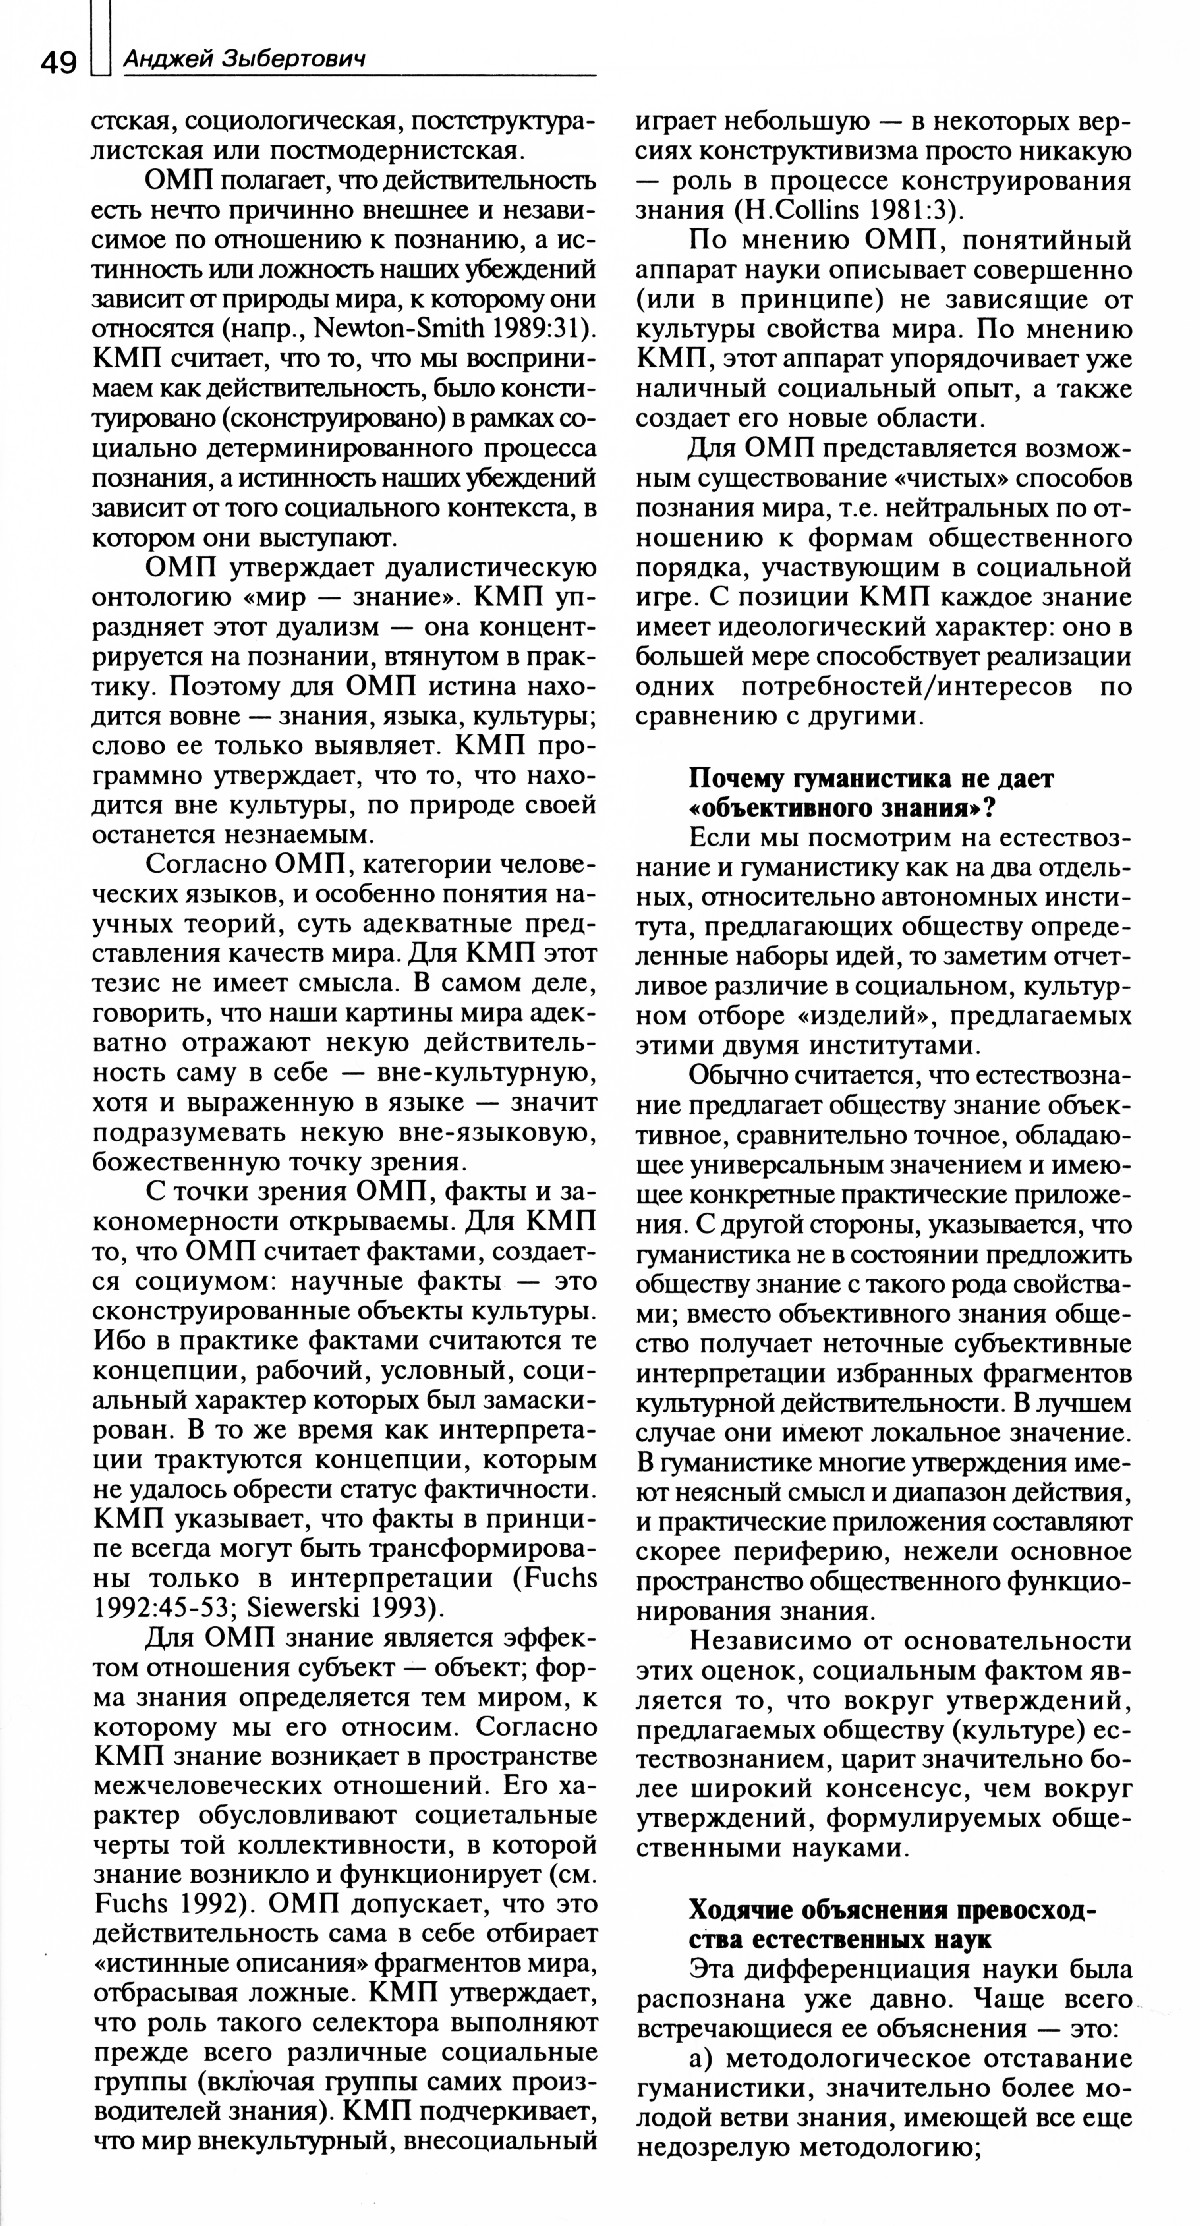 49
Анджей Зыбертович
стская, социологическая, постструктура-
листская или постмодернистская.
ОМП полагает, что действительность
есть нечто причинно внешнее и незави-
симое по отношению к познанию, а ис-
тинность или ложность наших убеждений
зависит от природы мира, к которому они
относятся (напр., Newton-Smith 1989:31).
КМП считает, что то, что мы восприни-
маем как действительность, было консти-
туировано (сконструировано) в рамках со-
циально детерминированного процесса
познания, а истинность наших убеждений
зависит от того социального контекста, в
котором они выступают.
ОМП утверждает дуалистическую
онтологию «мир — знание». КМП уп-
раздняет этот дуализм — она концент-
рируется на познании, втянутом в прак-
тику. Поэтому для ОМП истина нахо-
дится вовне — знания, языка, культуры;
слово ее только выявляет. КМП про-
граммно утверждает, что то, что нахо-
дится вне культуры, по природе своей
останется незнаемым.
Согласно ОМП, категории челове-
ческих языков, и особенно понятия на-
учных теорий, суть адекватные пред-
ставления качеств мира. Для КМП этот
тезис не имеет смысла. В самом деле,
говорить, что наши картины мира адек-
ватно отражают некую действитель-
ность саму в себе — вне-культурную,
хотя и выраженную в языке — значит
подразумевать некую вне-языковую,
божественную точку зрения.
С точки зрения ОМП, факты и за-
кономерности открываемы. Для КМП
то, что ОМП считает фактами, создает-
ся социумом: научные факты — это
сконструированные объекты культуры.
Ибо в практике фактами считаются те
концепции, рабочий, условный, соци-
альный характер которых был замаски-
рован. В то же время как интерпрета-
ции трактуются концепции, которым
не удалось обрести статус фактичности.
КМП указывает, что факты в принци-
пе всегда могут быть трансформирова-
ны только в интерпретации (Fuchs
1992:45-53; Siewerski 1993).
Для ОМП знание является эффек-
том отношения субъект — объект; фор-
ма знания определяется тем миром, к
которому мы его относим. Согласно
КМП знание возникает в пространстве
межчеловеческих отношений. Его ха-
рактер обусловливают социетальные
черты той коллективности, в которой
знание возникло и функционирует (см.
Fuchs 1992). ОМП допускает, что это
действительность сама в себе отбирает
«истинные описания» фрагментов мира,
отбрасывая ложные. КМП утверждает,
что роль такого селектора выполняют
прежде всего различные социальные
группы (включая группы самих произ-
водителей знания). КМП подчеркивает,
что мир внекультурный, внесоциальный
играет небольшую — в некоторых вер-
сиях конструктивизма просто никакую
— роль в процессе конструирования
знания (H.Collins 1981:3).
По мнению ОМП, понятийный
аппарат науки описывает совершенно
(или в принципе) не зависящие от
культуры свойства мира. По мнению
КМП, этот аппарат упорядочивает уже
наличный социальный опыт, а также
создает его новые области.
Для ОМП представляется возмож-
ным существование «чистых» способов
познания мира, т.е. нейтральных по от-
ношению к формам общественного
порядка, участвующим в социальной
игре. С позиции КМП каждое знание
имеет идеологический характер: оно в
большей мере способствует реализации
одних потребностей/интересов по
сравнению с другими.
Почему гуманистика не дает
«объективного знания»?
Если мы посмотрим на естествоз-
нание и гуманистику как на два отдель-
ных, относительно автономных инсти-
тута, предлагающих обществу опреде-
ленные наборы идей, то заметим отчет-
ливое различие в социальном, культур-
ном отборе «изделий», предлагаемых
этими двумя институтами.
Обычно считается, что естествозна-
ние предлагает обществу знание объек-
тивное, сравнительно точное, обладаю-
щее универсальным значением и имею-
щее конкретные практические приложе-
ния. С другой стороны, указывается, что
гуманистика не в состоянии предложить
обществу знание с такого рода свойства-
ми; вместо объективного знания обще-
ство получает неточные субъективные
интерпретации избранных фрагментов
культурной действительности. В лучшем
случае они имеют локальное значение.
В гуманистике многие утверждения име-
ют неясный смысл и диапазон действия,
и практические приложения составляют
скорее периферию, нежели основное
пространство общественного функцио-
нирования знания.
Независимо от основательности
этих оценок, социальным фактом яв-
ляется то, что вокруг утверждений,
предлагаемых обществу (культуре) ес-
тествознанием, царит значительно бо-
лее широкий консенсус, чем вокруг
утверждений, формулируемых обще-
ственными науками.
Ходячие объяснения превосход-
ства естественных наук
Эта дифференциация науки была
распознана уже давно. Чаще всего
встречающиеся ее объяснения — это:
а) методологическое отставание
гуманистики, значительно более мо-
лодой ветви знания, имеющей все еще
недозрелую методологию;